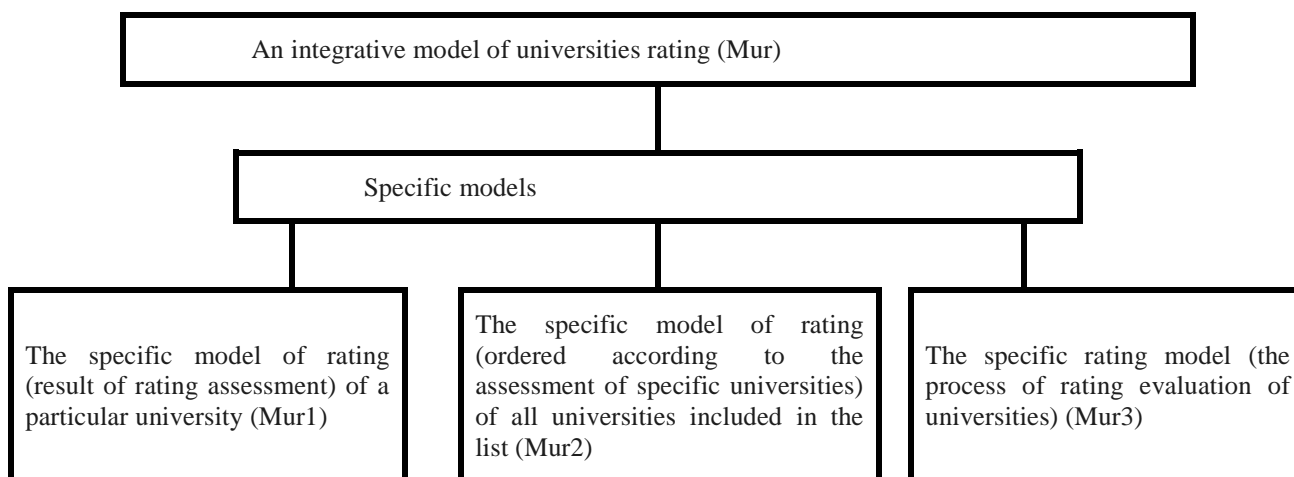 An integrative model of universities rating (Mur)
Specific models
The specific model of rating
(result of rating assessment) of a
particular university (Mur1)
The specific model of rating
(ordered according to the
assessment of specific universities)
of all universities included in the
list (Mur2)
The specific rating model (the
process of rating evaluation of
universities) (Mur3)